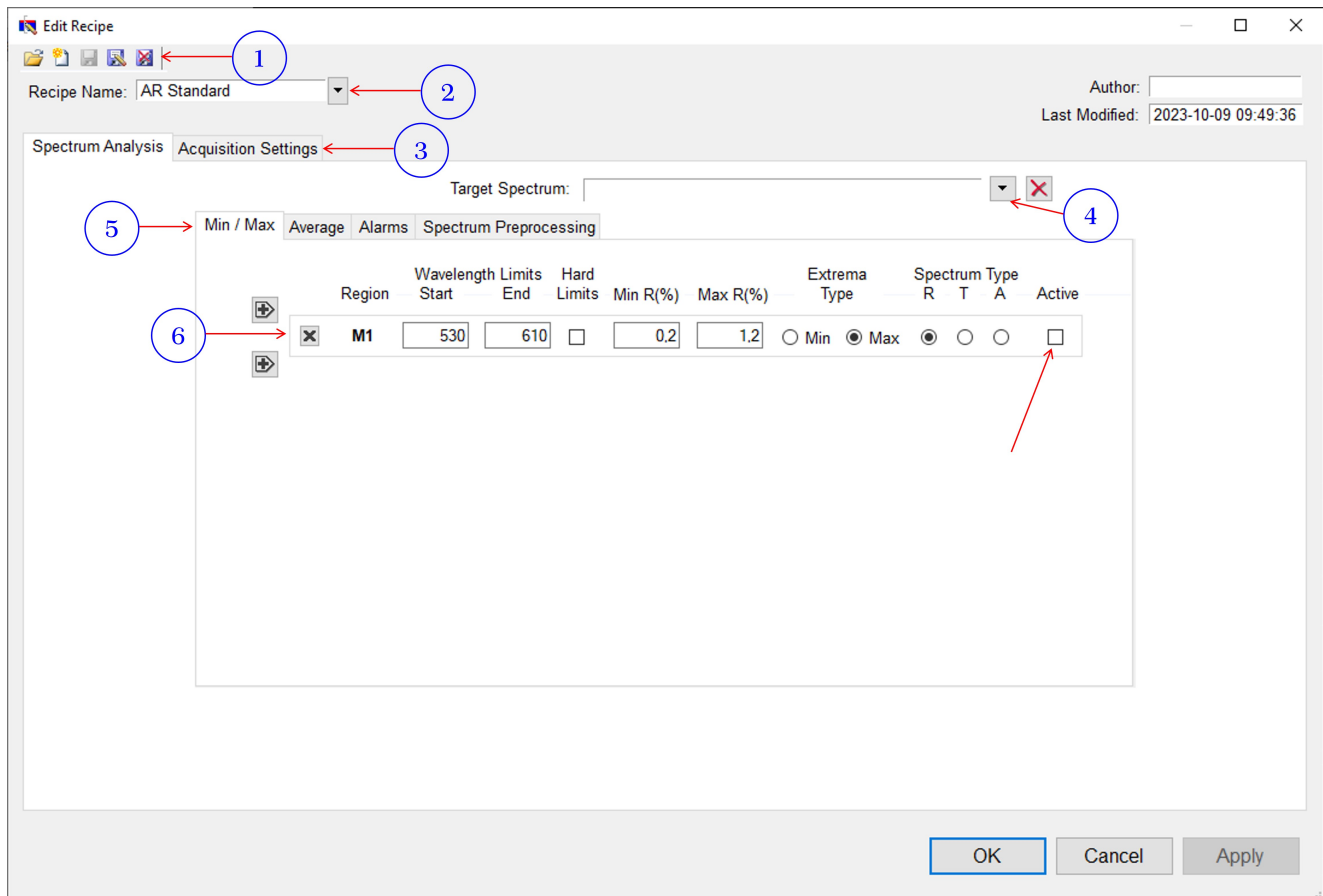 Edit Recipe
1
Recipe Name: AR Standard
2
Author:
Last Modified: 2023-10-09 09:49:36
Spectrum Analysis Acquisition Settings
3
Target Spectrum:
4
5
Min / Max Average Alarms Spectrum Preprocessing
Wavelength Limits Hard Extrema Spectrum Type
Region Start End Limits Min R(%) Max R(%) Type R T A Active
6
M1 530 610 0,2 1,2 Min Max
OK Cancel Apply